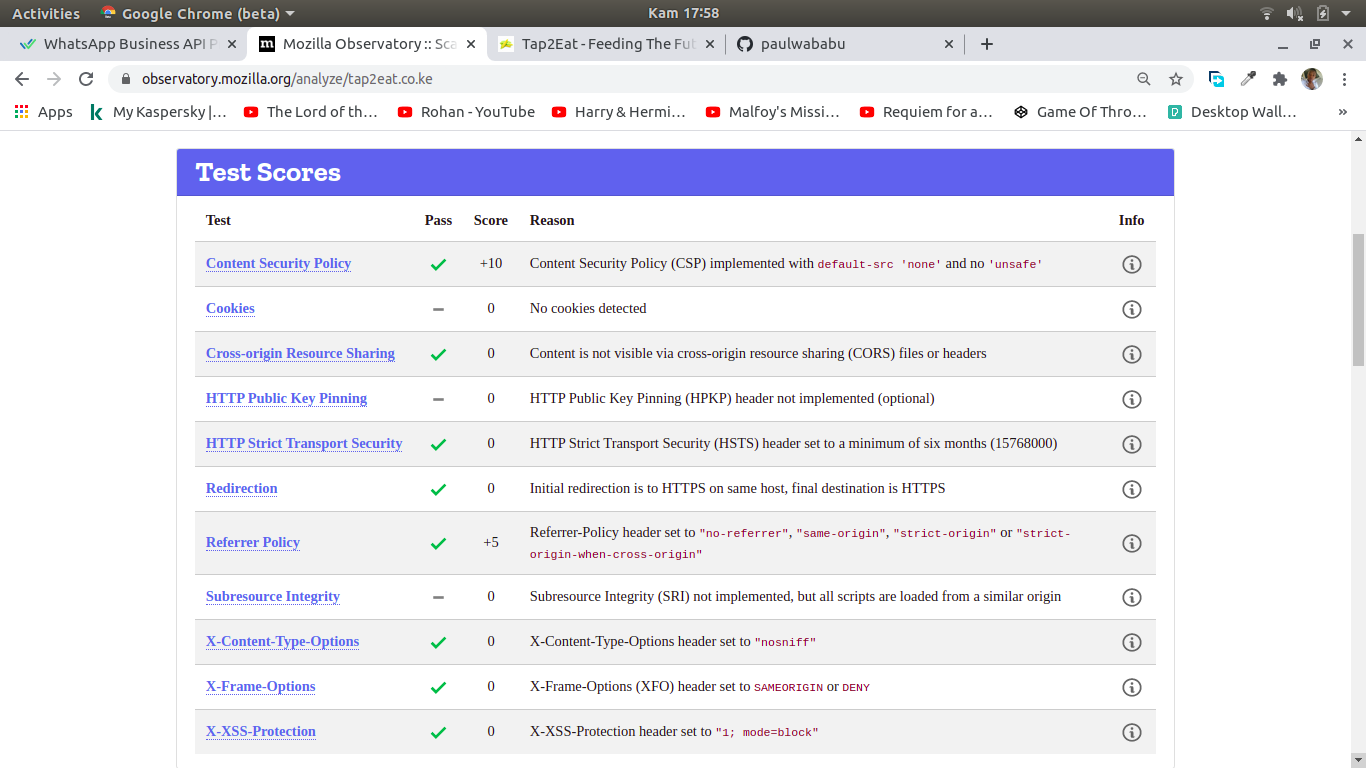 Activities Google Chrome (beta) Kam 17:58
WhatsApp Business API P Mozilla Observatory :: Sca Tap2Eat - Feeding The Fut paulwababu
observatory.mozilla.org/analyze/tap2eat.co.ke
Apps My Kaspersky |... The Lord of th... Rohan - YouTube Harry & Hermi... Malfoy's Missi... Requiem for a... Game Of Thro... Desktop Wall... »
Test Scores
Test Pass Score Reason Info
Content Security Policy +10 Content Security Policy (CSP) implemented with default-src 'none' and no 'unsafe'
Cookies 0 No cookies detected
Cross-origin Resource Sharing 0 Content is not visible via cross-origin resource sharing (CORS) files or headers
HTTP Public Key Pinning 0 HTTP Public Key Pinning (HPKP) header not implemented (optional)
HTTP Strict Transport Security 0 HTTP Strict Transport Security (HSTS) header set to a minimum of six months (15768000)
Redirection 0 Initial redirection is to HTTPS on same host, final destination is HTTPS
Referrer Policy +5 Referrer-Policy header set to "no-referrer", "same-origin", "strict-origin" or "strict-
origin-when-cross-origin"
Subresource Integrity 0 Subresource Integrity (SRI) not implemented, but all scripts are loaded from a similar origin
X-Content-Type-Options 0 X-Content-Type-Options header set to "nosniff"
X-Frame-Options 0 X-Frame-Options (XFO) header set to SAMEORIGIN or DENY
X-XSS-Protection 0 X-XSS-Protection header set to "1; mode=block"